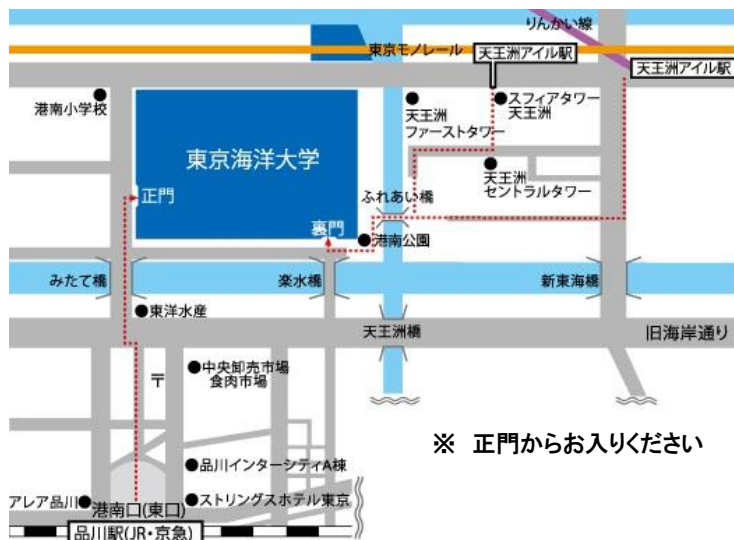 りんかい線
東京モノレール
天王洲アイル駅
天王洲アイル駅
港南小学校
天王洲
ファーストタワー
スフィアタワー
天王洲
東京海洋大学
天王洲
セントラルタワー
正門
ふれあい橋
裏門
港南公園
みたて橋
楽水橋
新東海橋
東洋水産
天王洲橋
旧海岸通り
〒
中央卸売市場
食肉市場
※ 正門からお入りください
品川インターシティA棟
アレア品川
港南口(東口)
ストリングスホテル東京
品川駅(JR・京急)